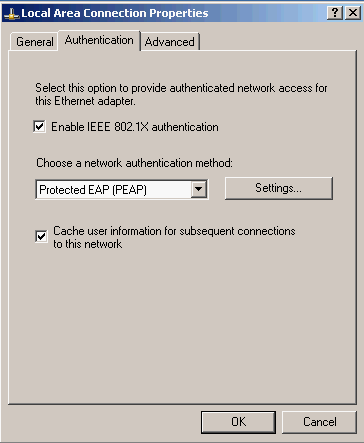 Local Area Connection Properties
General
Authentication
Advanced
Select this option to provide authenticated network access for
this Ethernet adapter.
Enable IEEE 802.1X authentication
Choose a network authentication method:
Protected EAP (PEAP)
Settings...
Cache user information for subsequent connections
to this network
OK
Cancel